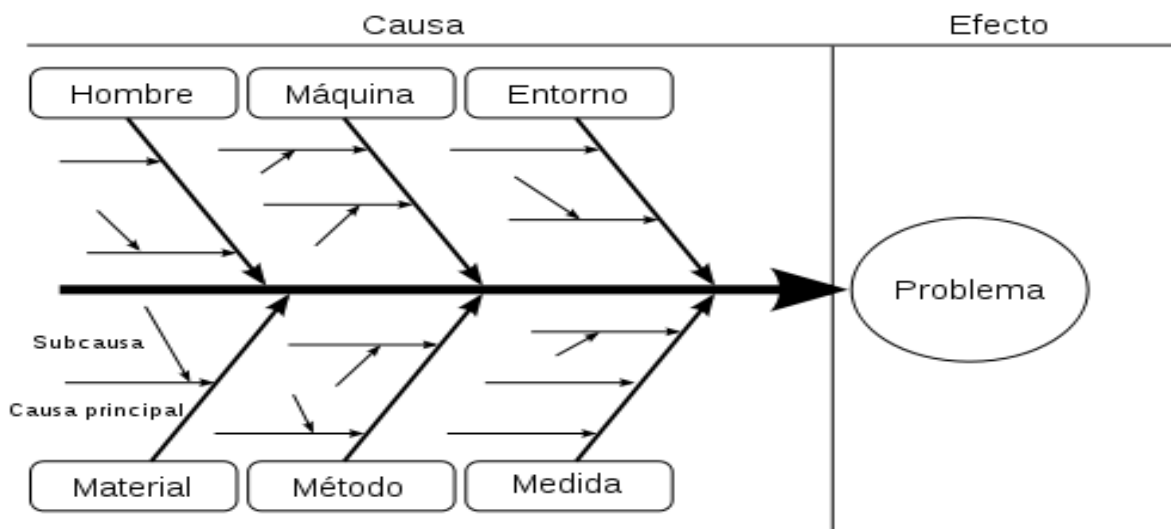 Causa
Efecto
Hombre
Máquina
Entorno
Problema
Subcausa
Causa principal
Material
Método
Medida